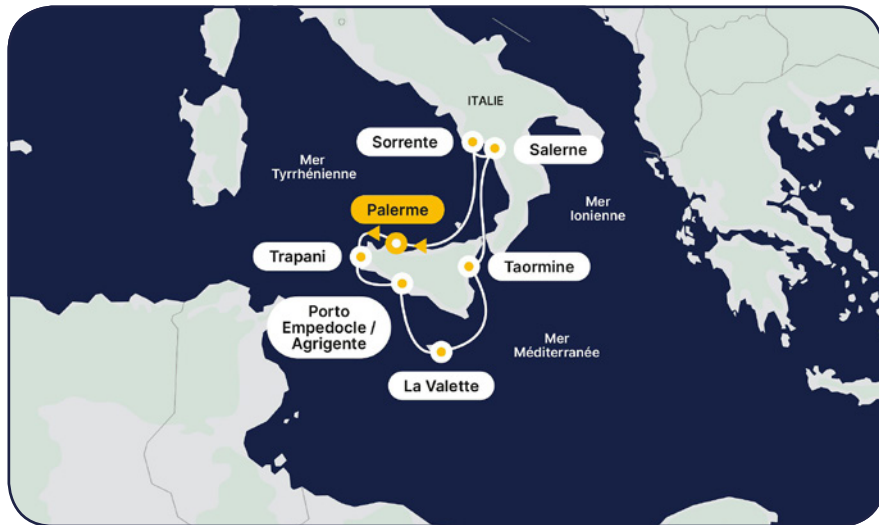 ITALIE
Sorrente
Salerne
Mer
Tyrrhénienne
Mer
Ionienne
Palerme
Trapani
Taormine
Porto
Empedocle /
Agrigente
Mer
Méditerranée
La Valette